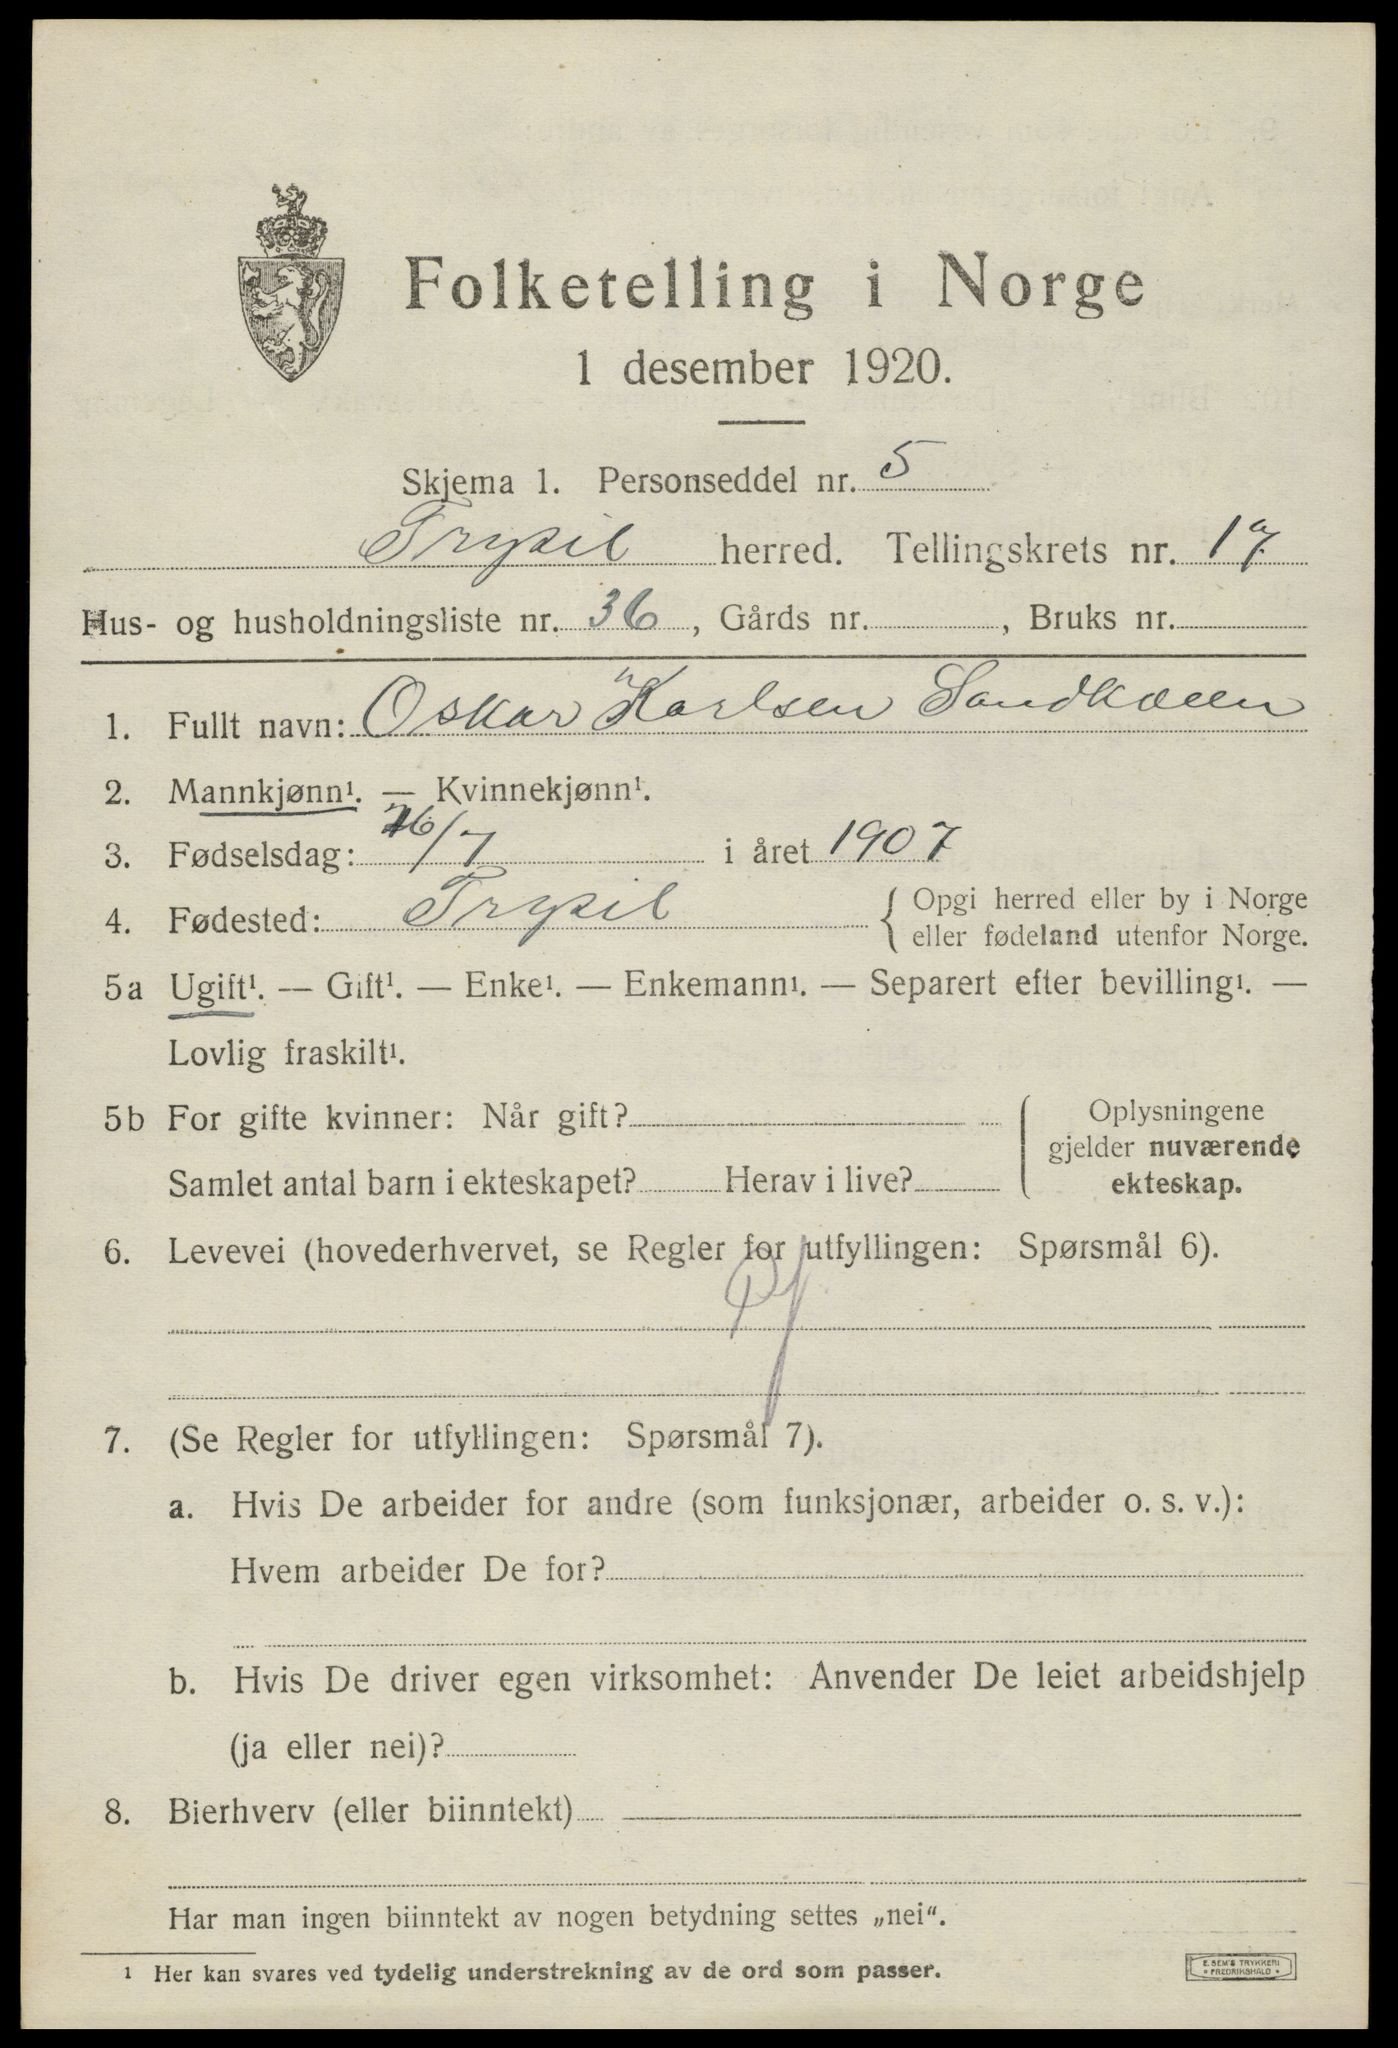 Folketelling i Norge
1 desember 1920.
Skjema 1. Personseddel nr. 5
Trysil herred. Tellingskrets nr. 17a
Hus- og husholdningsliste nr. 36, Gårds nr. , Bruks nr.
1. Fullt navn: Oskar Karlsen
2. Mannkjønn¹. — Kvinnekjønn¹.
3. Fødselsdag: /7 i året 1907
4. Fødested: Trysil { Opgi herred eller by i Norge
eller fødeland utenfor Norge.
5a Ugift¹. — Gift¹. — Enke¹. — Enkemann¹. — Separert efter bevilling¹. —
Lovlig fraskilt¹.
5b For gifte kvinner: Når gift? { Oplysningene
gjelder nuværende
Samlet antal barn i ekteskapet? Herav i live? ekteskap.
6. Levevei (hovederhvervet, se Regler for utfyllingen: Spørsmål 6).
7. (Se Regler for utfyllingen: Spørsmål 7).
a. Hvis De arbeider for andre (som funksjonær, arbeider o. s. v.):
Hvem arbeider De for?
b. Hvis De driver egen virksomhet: Anvender De leiet arbeidshjelp
(ja eller nei)?
8. Bierhverv (eller biinntekt)
Har man ingen biinntekt av nogen betydning settes „nei“.
¹ Her kan svares ved tydelig understrekning av de ord som passer.
E. SEM'S TRYKKERI
* FREDRIKSHALD *